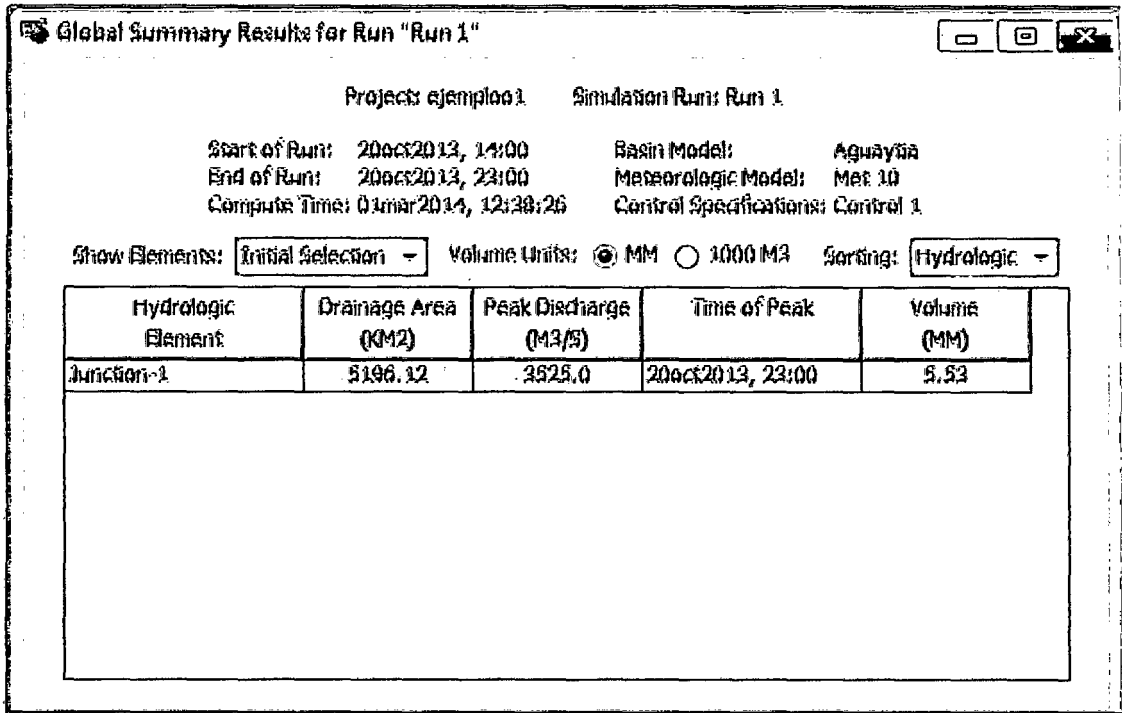 Global Summary Results for Run "Run 1"
Project: ejemploo1 Simulation Run: Run 1
Start of Run: 20oct2013, 14:00 Basin Model: Aguaytia
End of Run: 20oct2013, 23:00 Meteorologic Model: Met 10
Compute Time: 01mar2014, 12:38:26 Control Specifications: Control 1
Show Elements: Initial Selection Volume Units: MM 1000 M3 Sorting: Hydrologic
Hydrologic Drainage Area Peak Discharge Time of Peak Volume
Element (KM2) (M3/S) (MM)
Junction-1 5196.12 3525.0 20oct2013, 23:00 5.53